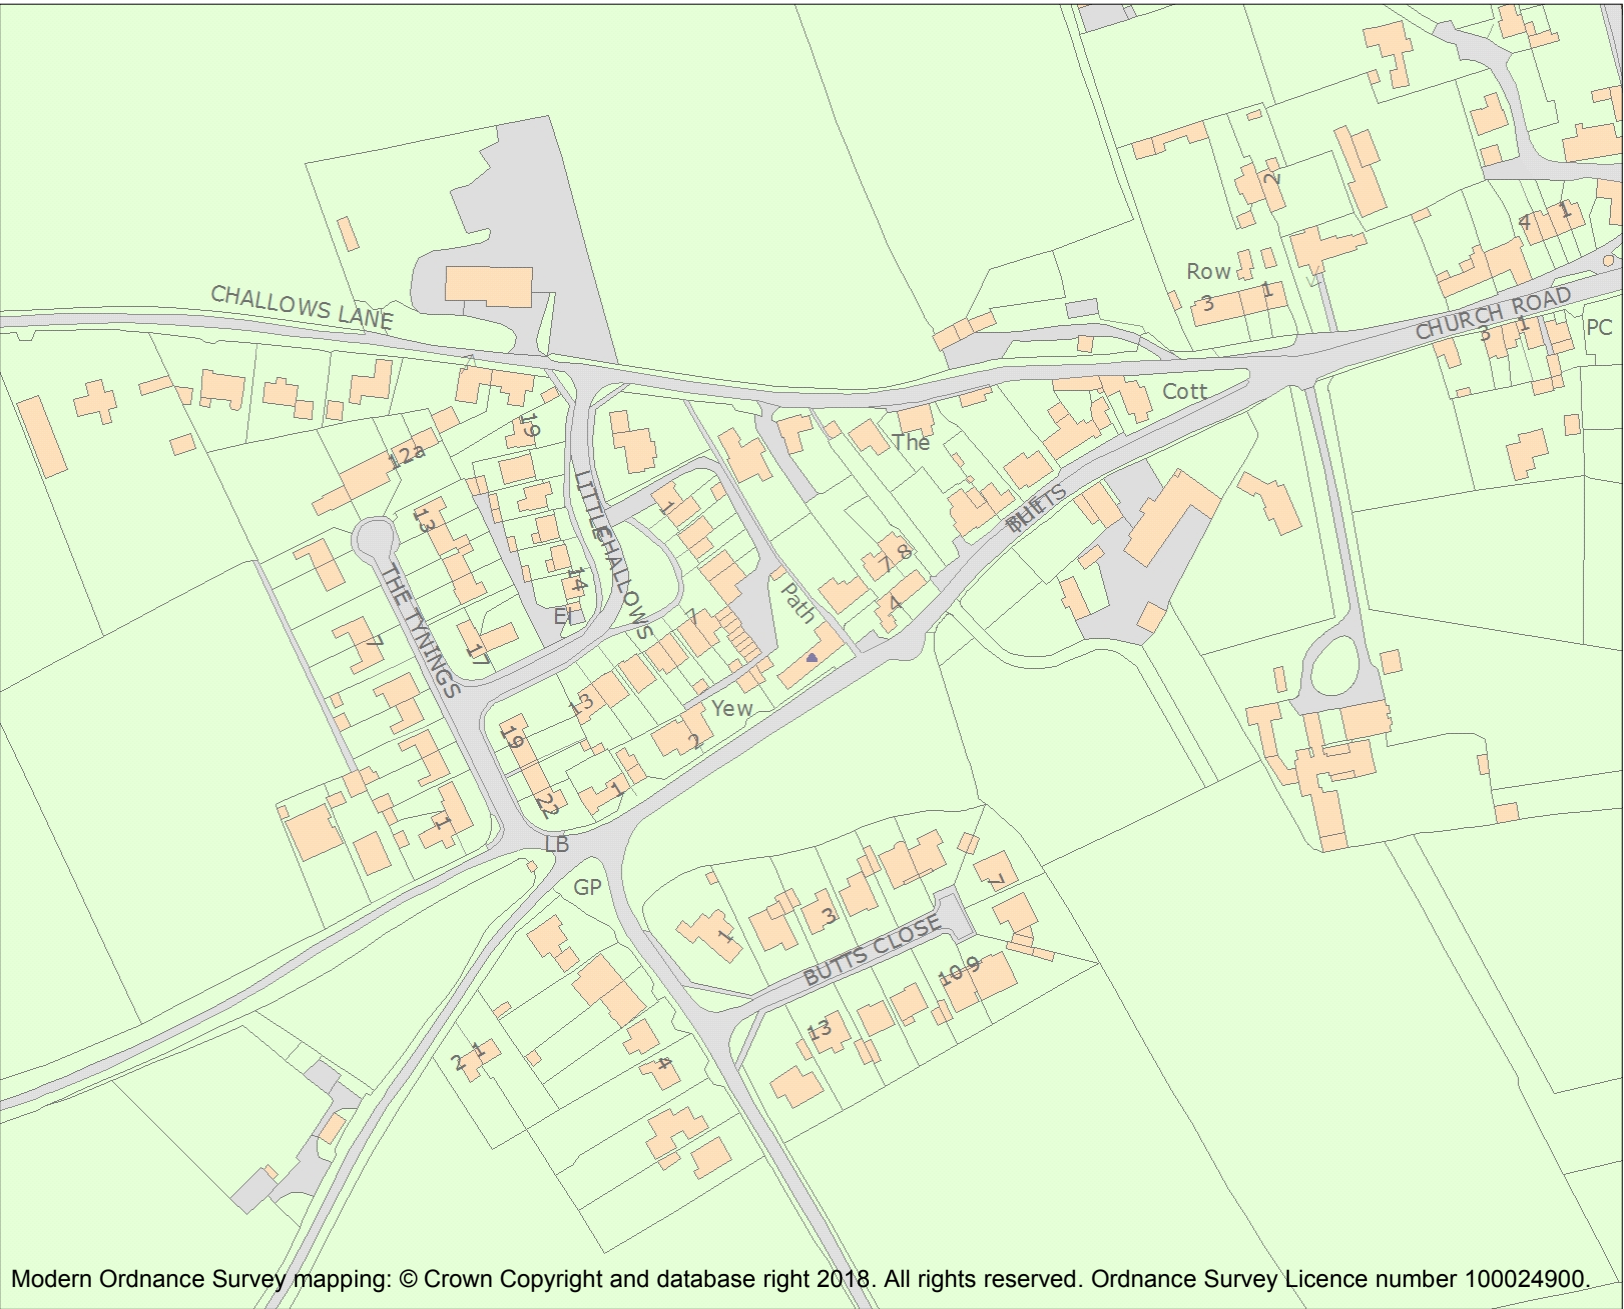 2
4 1
Row
3 1
CHALLOWS LANE
CHURCH ROAD
3 1
PC
Cott
The
19
12a
LITTLE CHALLOWS
13
1
BUTTS
7 8
THE TYNINGS
14
El
Path
4
7
7
17
13
Yew
19
2
22
1
1
LB
GP
7
1
3
BUTTS CLOSE
10 9
13
2 1
4
Modern Ordnance Survey mapping: © Crown Copyright and database right 2018. All rights reserved. Ordnance Survey Licence number 100024900.